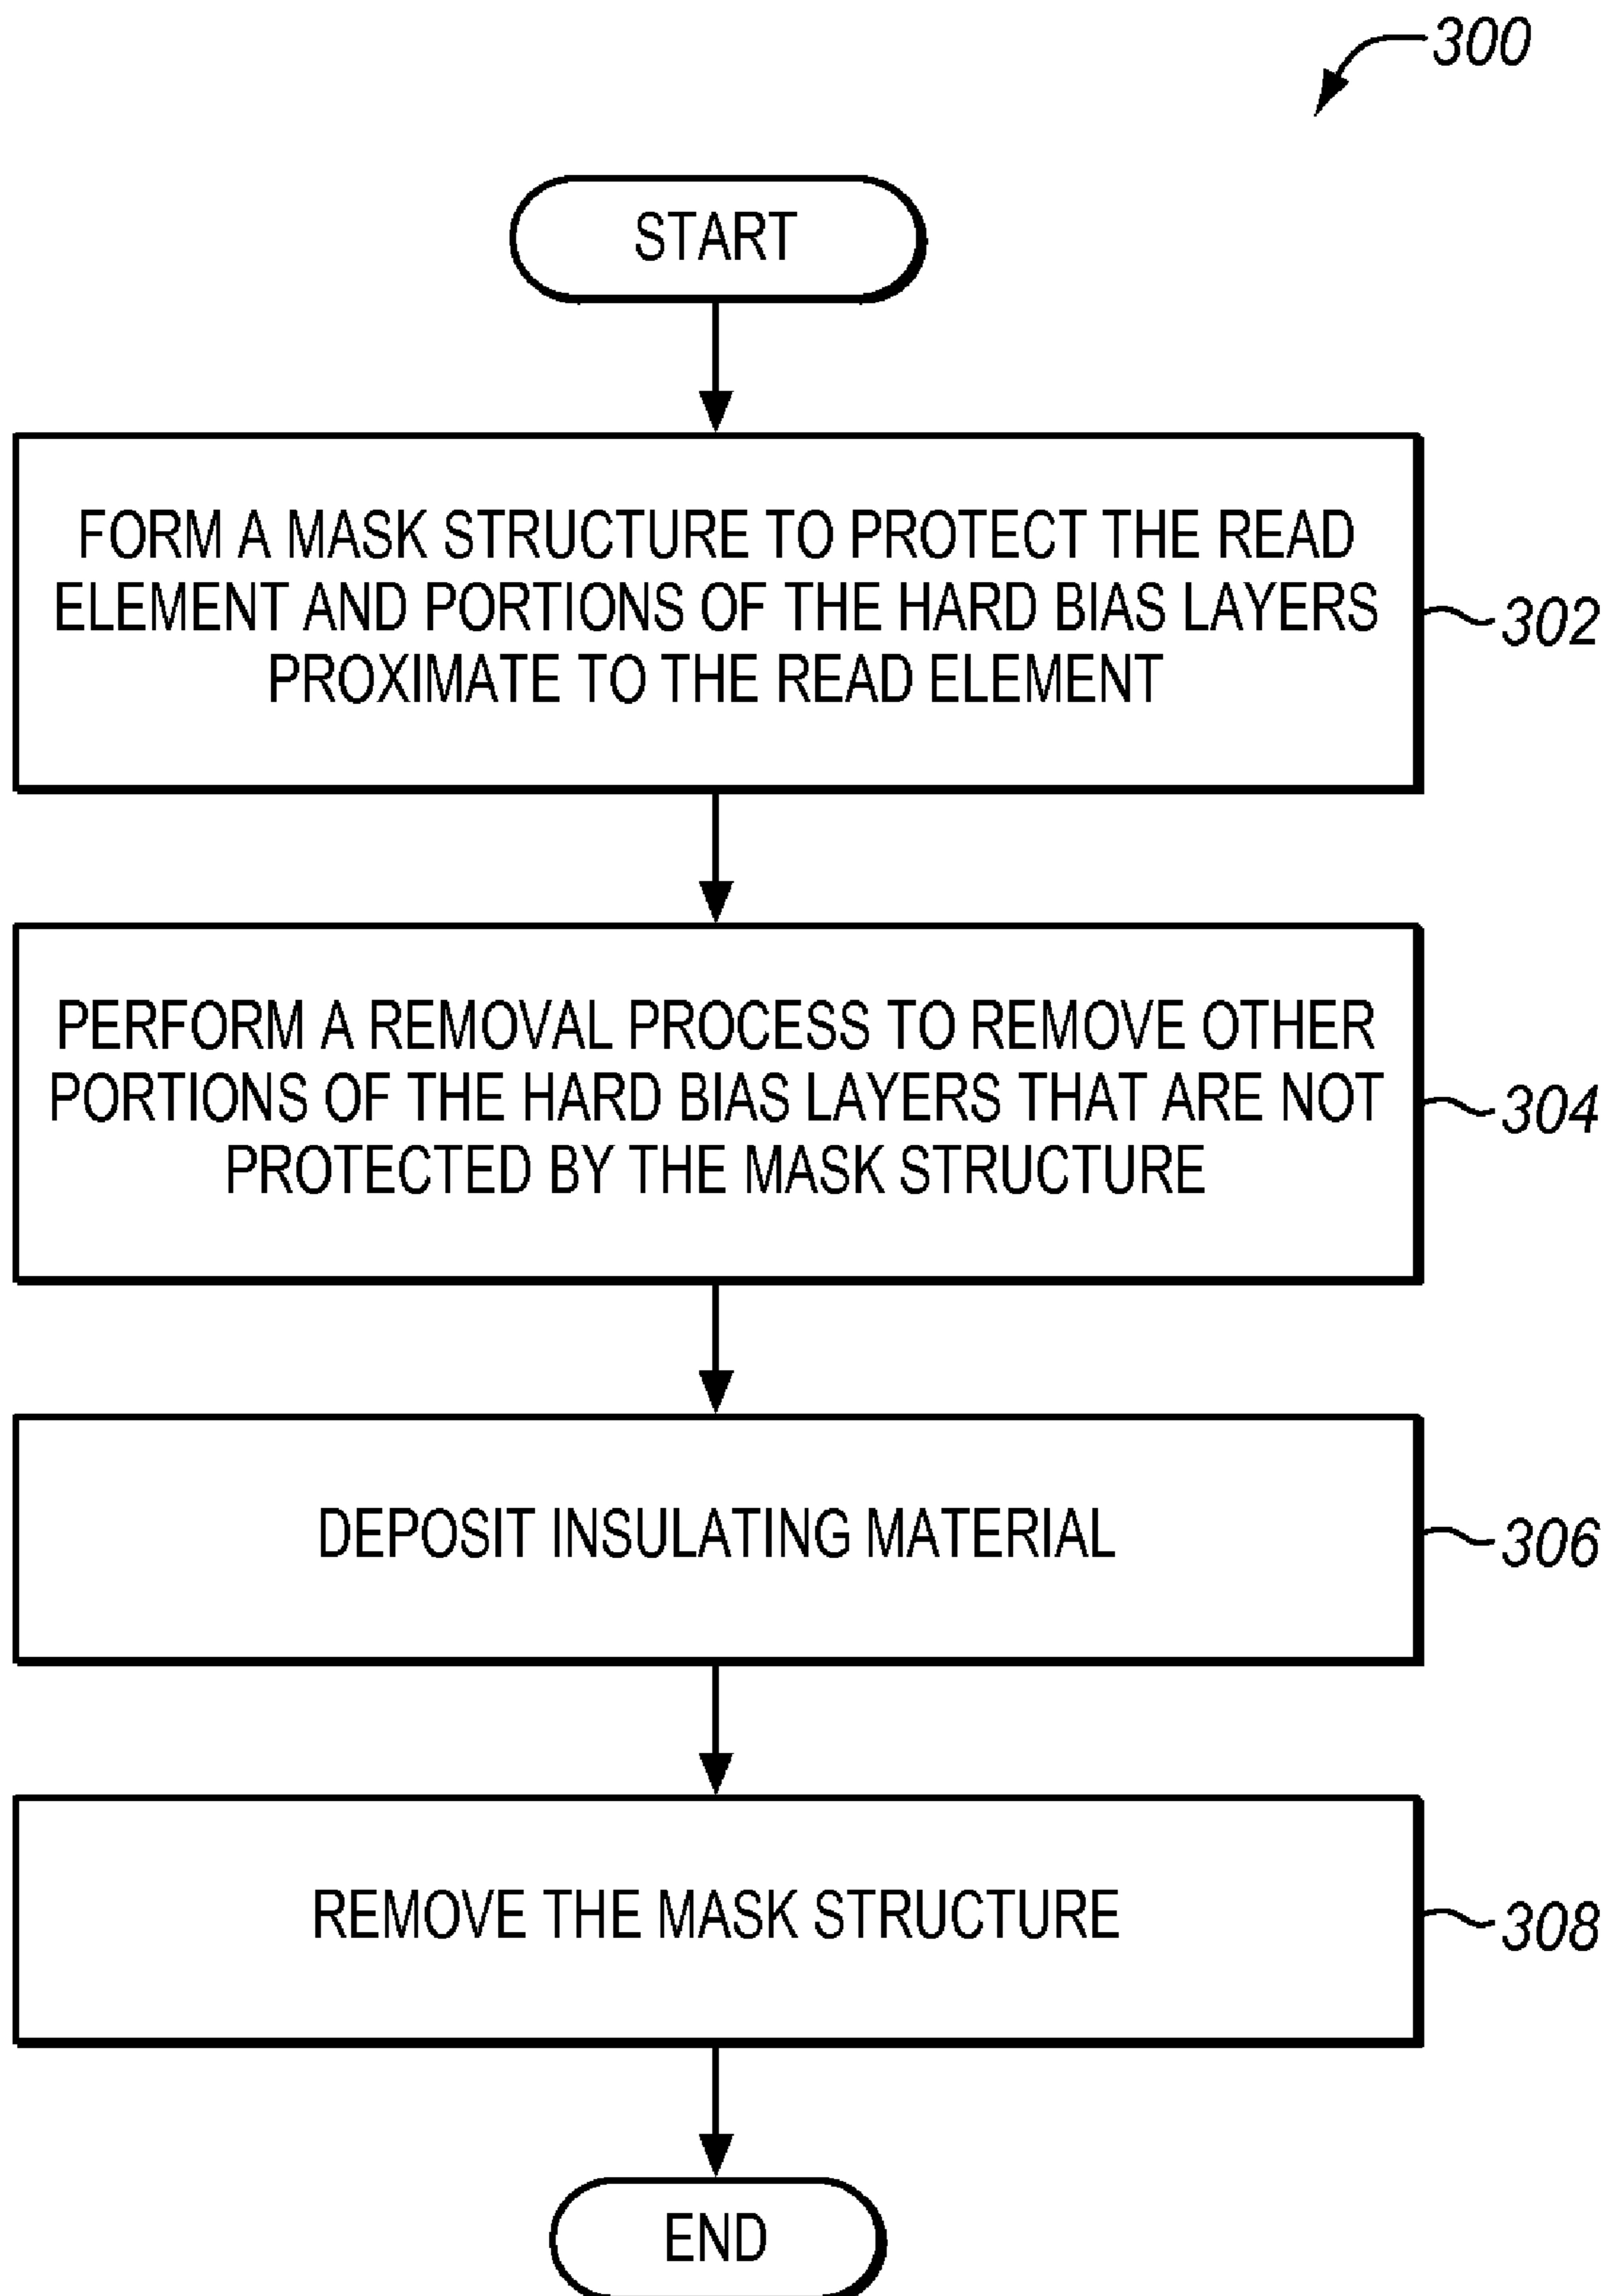 300
START
FORM A MASK STRUCTURE TO PROTECT THE READ
ELEMENT AND PORTIONS OF THE HARD BIAS LAYERS
PROXIMATE TO THE READ ELEMENT
302
PERFORM A REMOVAL PROCESS TO REMOVE OTHER
PORTIONS OF THE HARD BIAS LAYERS THAT ARE NOT
PROTECTED BY THE MASK STRUCTURE
304
DEPOSIT INSULATING MATERIAL
306
REMOVE THE MASK STRUCTURE
308
END